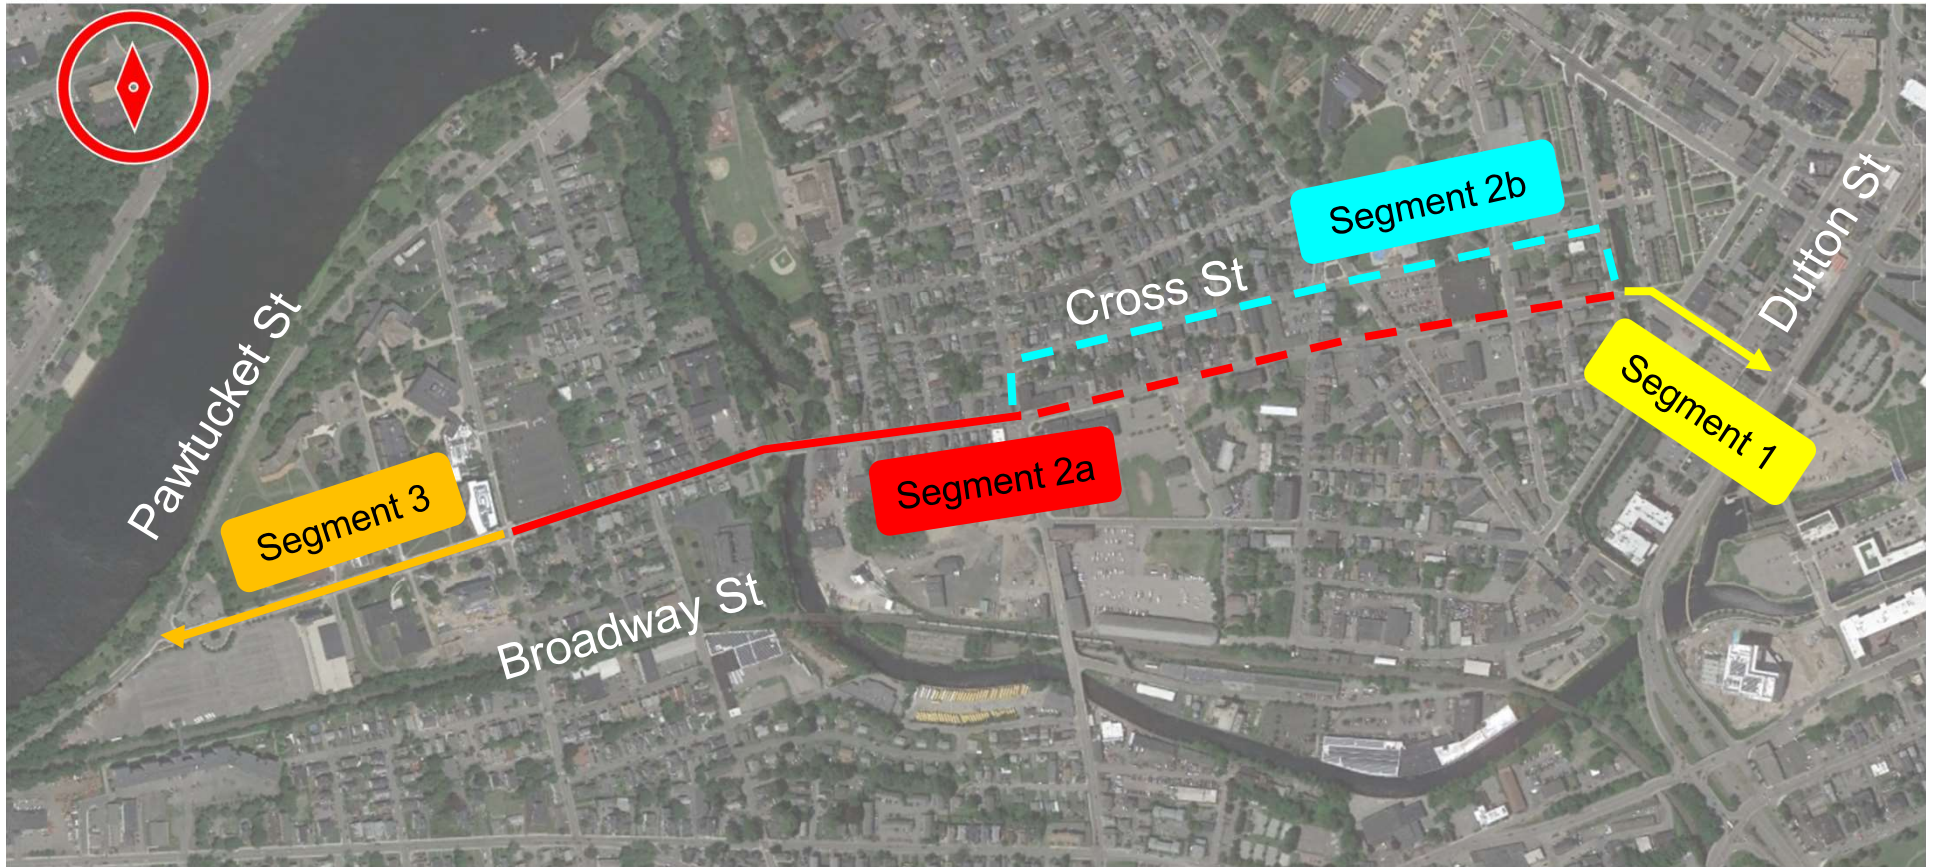 Segment 2b
Dutton St
Cross St
Pawtucket St
Segment 1
Segment 2a
Segment 3
Broadway St